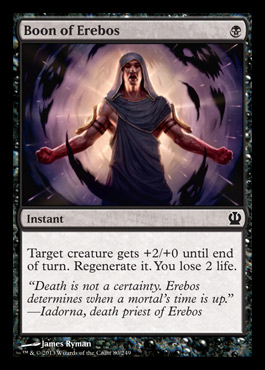 Boon of Erebos
Instant
Target creature gets +2/+0 until end
of turn. Regenerate it. You lose 2 life.
“Death is not a certainty. Erebos
determines when a mortal’s time is up.”
—Iadorna, death priest of Erebos
James Ryman
™ & © 2013 Wizards of the Coast 80/249